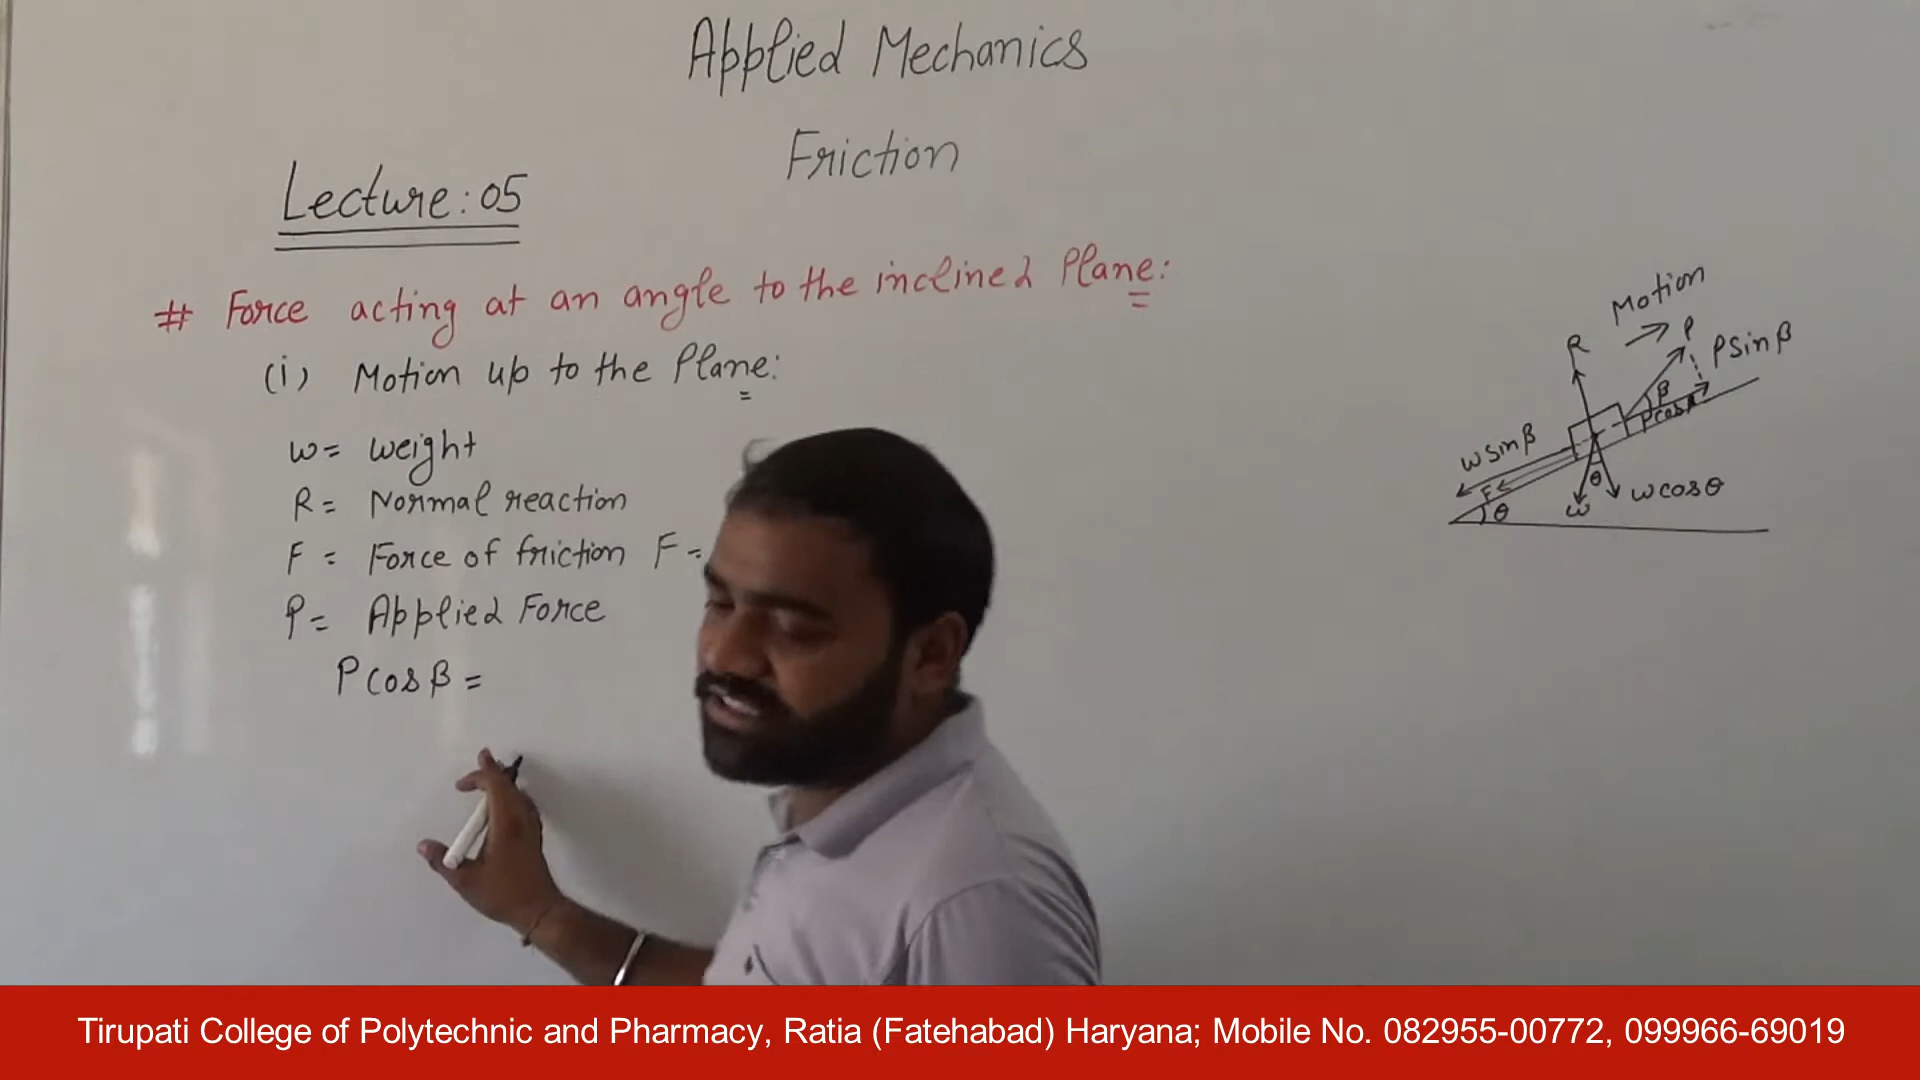 Applied Mechanics
Friction
Lecture: 05
# Force acting at an angle to the inclined Plane:
(i) Motion up to the Plane:
w = weight
R = Normal reaction
F = Force of friction F =
P = Applied Force
P cos β =
Motion
R
P
P sin β
β
P cos β
w sin β
F
θ
θ
w
w cos θ
Tirupati College of Polytechnic and Pharmacy, Ratia (Fatehabad) Haryana; Mobile No. 082955-00772, 099966-69019